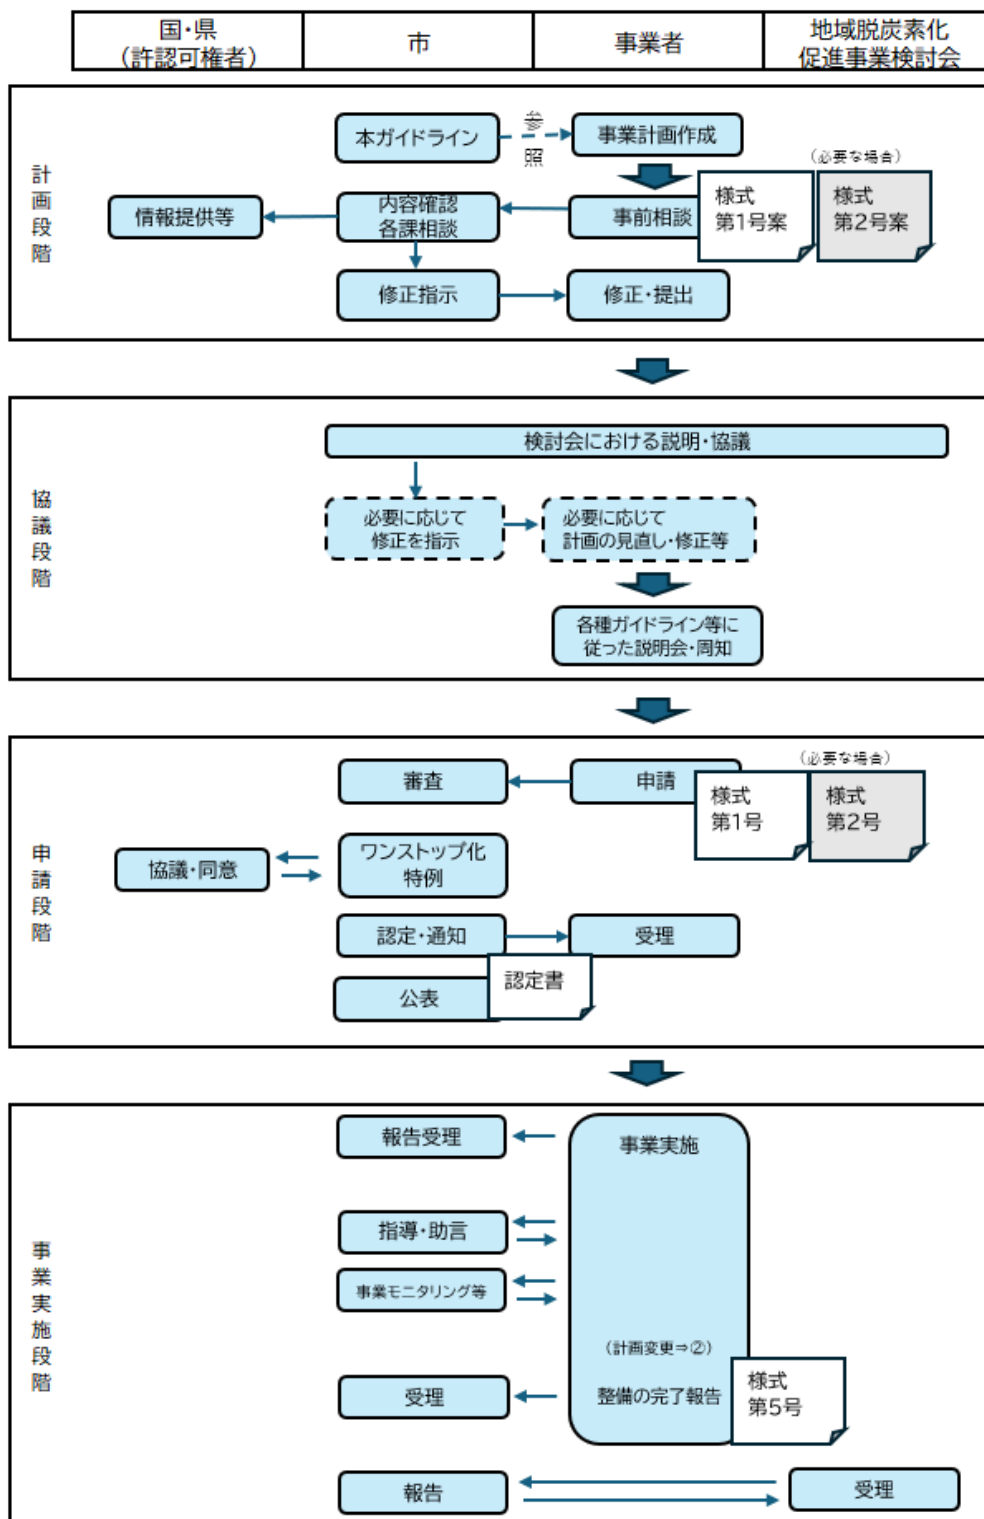 国・県
（許認可権者）
市
事業者
地域脱炭素化
促進事業検討会
計画段階
本ガイドライン
参照
事業計画作成
（必要な場合）
様式
第1号案
様式
第2号案
情報提供等
内容確認
各課相談
事前相談
修正指示
修正・提出
協議段階
検討会における説明・協議
必要に応じて
修正を指示
必要に応じて
計画の見直し・修正等
各種ガイドライン等に
従った説明会・周知
申請段階
（必要な場合）
審査
申請
様式
第1号
様式
第2号
協議・同意
ワンストップ化
特例
認定・通知
受理
認定書
公表
事業実施段階
報告受理
事業実施
指導・助言
事業モニタリング等
（計画変更⇒②）
受理
整備の完了報告
様式
第5号
報告
受理